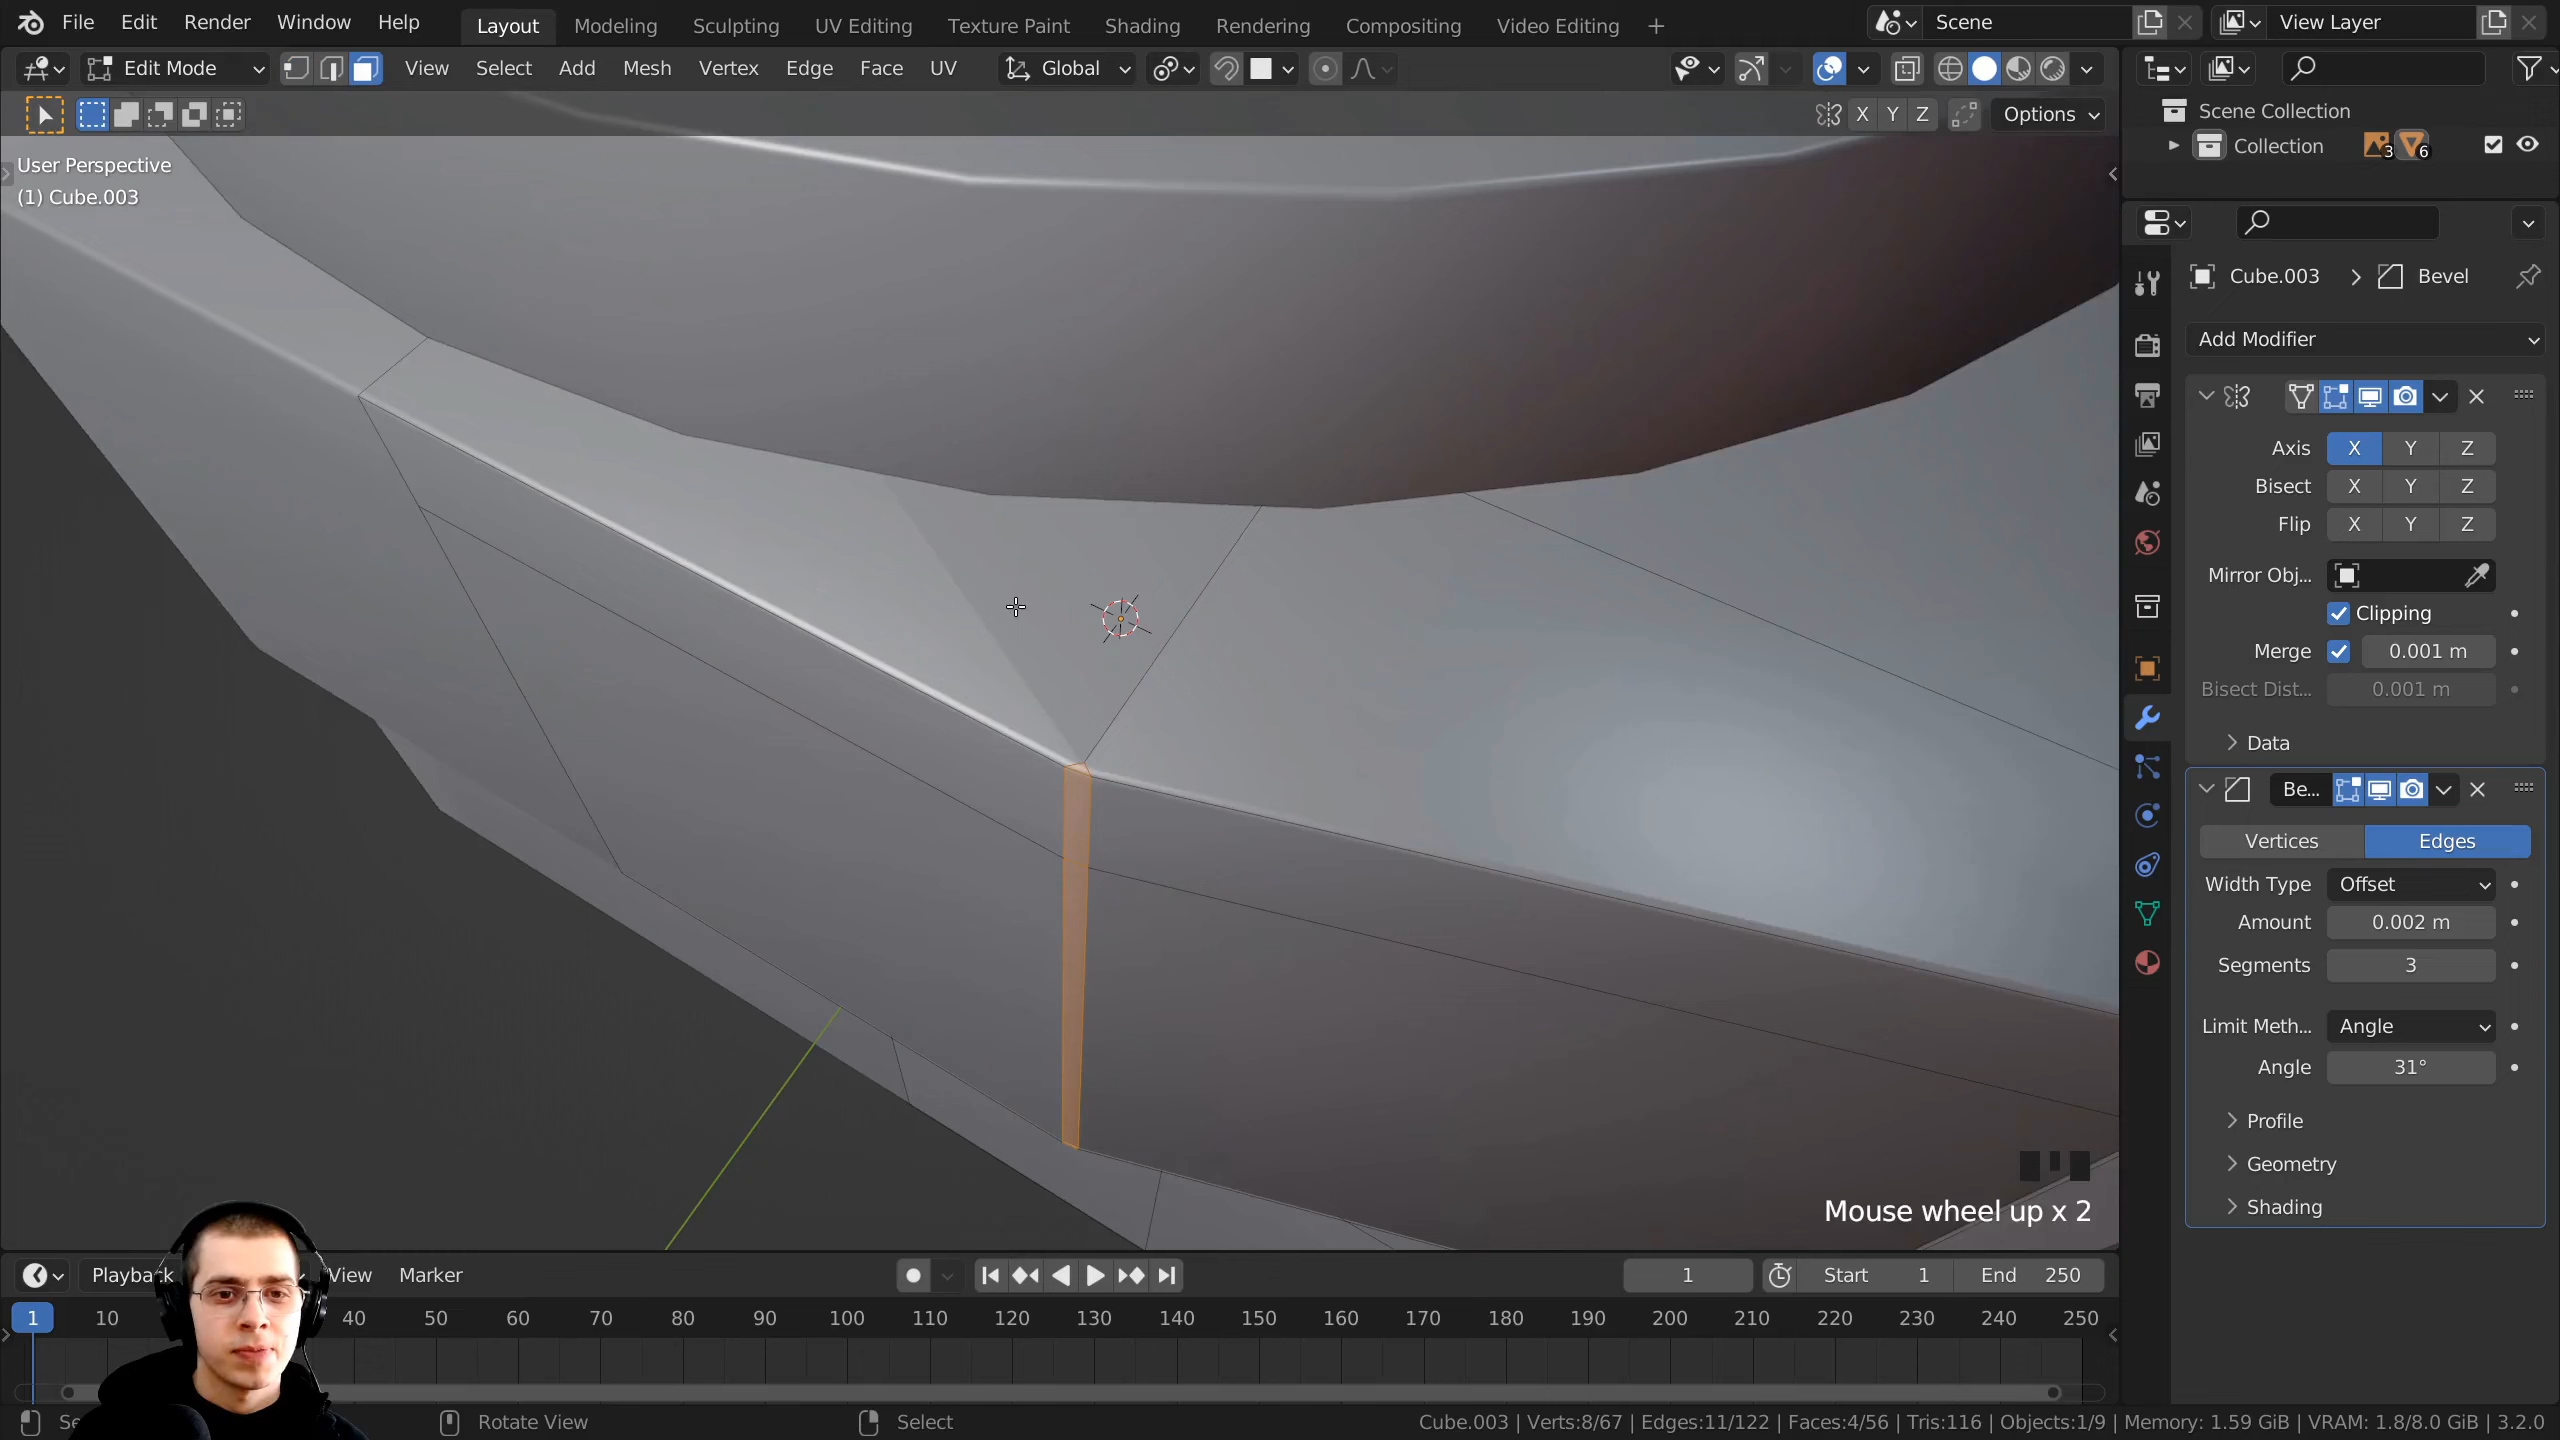 File Edit Render Window Help Layout Modeling Sculpting UV Editing Texture Paint Shading Rendering Compositing Video Editing + Scene View Layer
Edit Mode View Select Add Mesh Vertex Edge Face UV Global
X Y Z Options
User Perspective
(1) Cube.003
Scene Collection
Collection 3 6
Cube.003 > Bevel
Add Modifier
Axis X Y Z
Bisect X Y Z
Flip X Y Z
Mirror Obj...
Clipping
Merge 0.001 m
Bisect Dist... 0.001 m
Data
Be...
Vertices Edges
Width Type Offset
Amount 0.002 m
Segments 3
Limit Meth... Angle
Angle 31°
Profile
Geometry
Shading
Mouse wheel up x 2
Playback View Marker 1 Start 1 End 250
1 10 40 50 60 70 80 90 100 110 120 130 140 150 160 170 180 190 200 210 220 230 240 250
Rotate View Select Cube.003 | Verts:8/67 | Edges:11/122 | Faces:4/56 | Tris:116 | Objects:1/9 | Memory: 1.59 GiB | VRAM: 1.8/8.0 GiB | 3.2.0